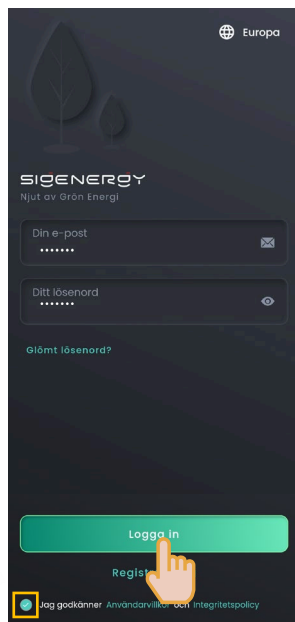 Europa
SIGENERGY
Njut av Grön Energi
Din e-post
•••••••
Ditt lösenord
•••••••
Glömt lösenord?
Logga in
Jag godkänner Användarvillkor och Integritetspolicy